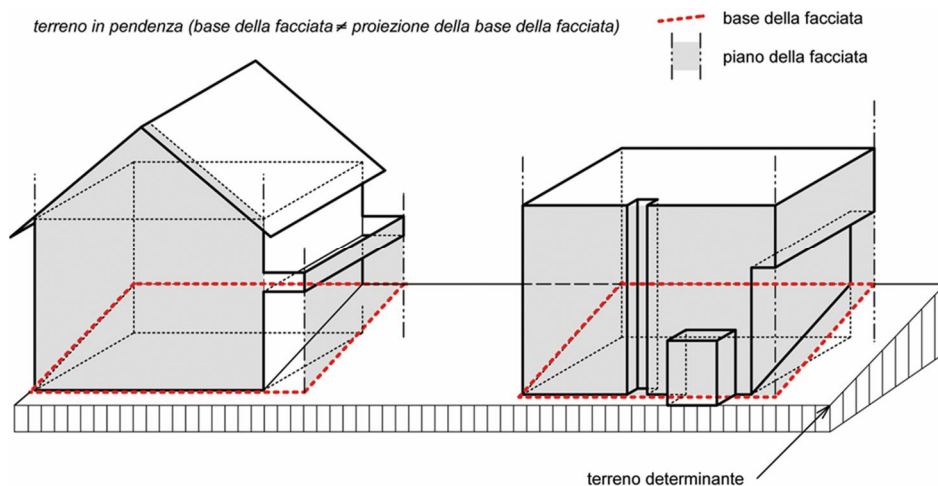 terreno in pendenza (base della facciata ≠ proiezione della base della facciata)
base della facciata
piano della facciata
terreno determinante